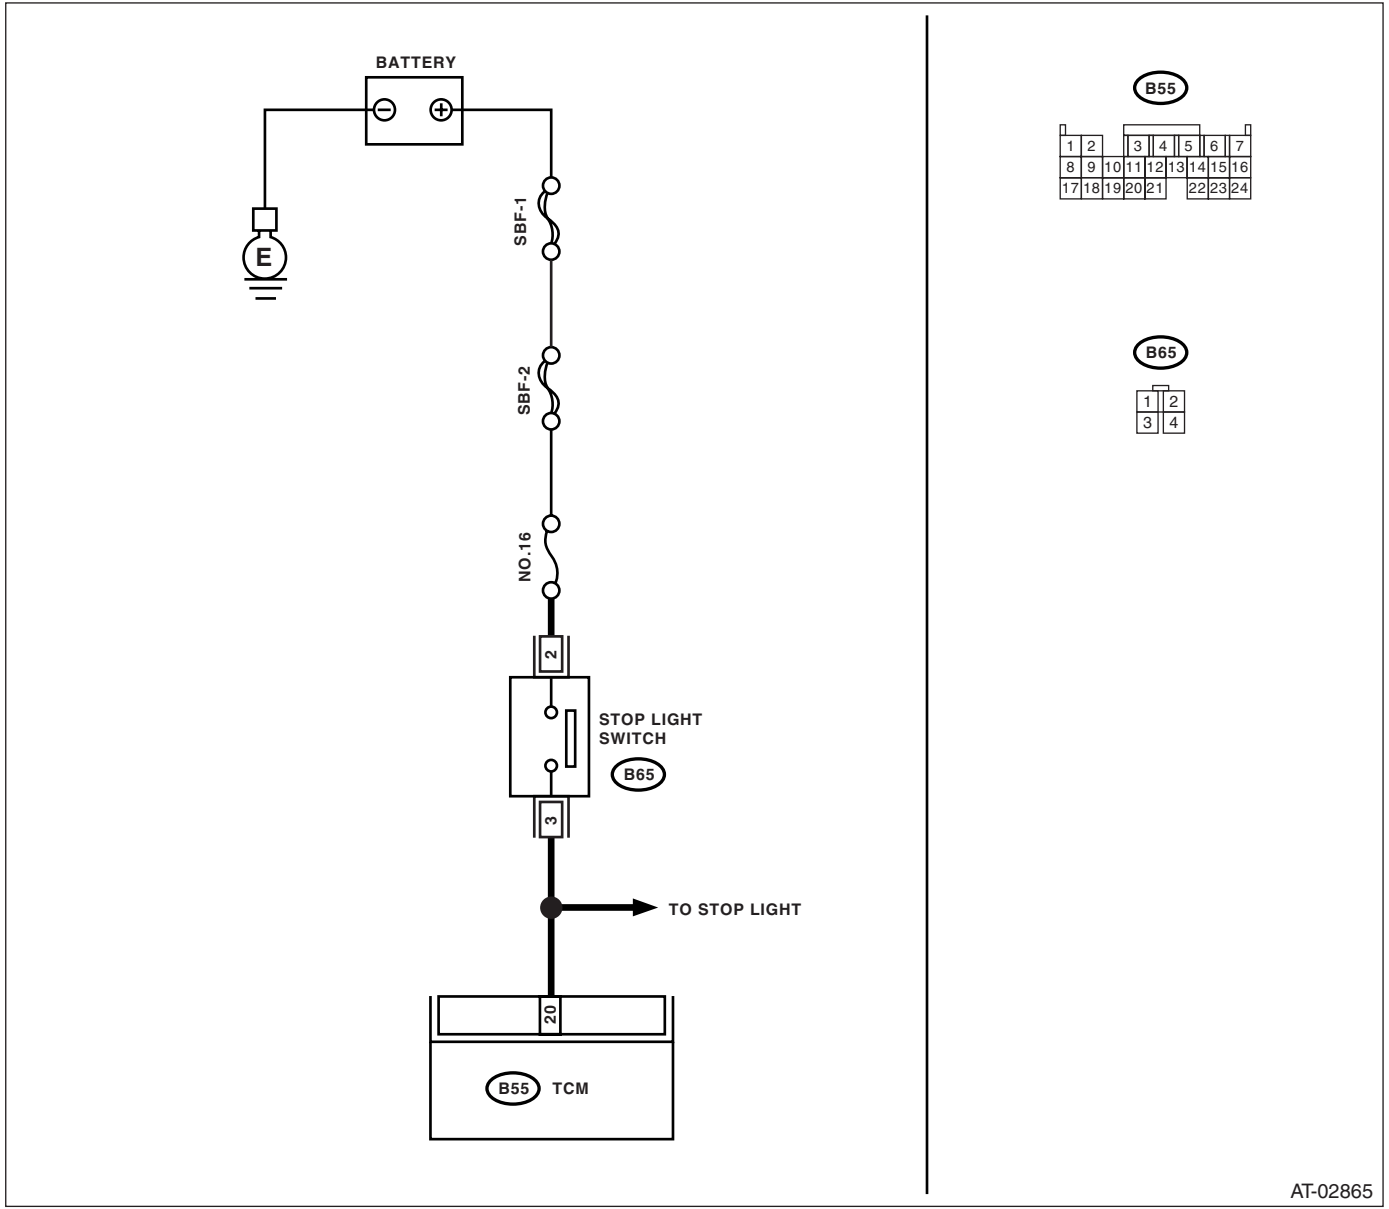 BATTERY
− +
E
SBF-1
SBF-2
NO.16
2
STOP LIGHT
SWITCH
B65
3
TO STOP LIGHT
20
B55 TCM
B55
1 2 3 4 5 6 7
8 9 10 11 12 13 14 15 16
17 18 19 20 21 22 23 24
B65
1 2
3 4
AT-02865